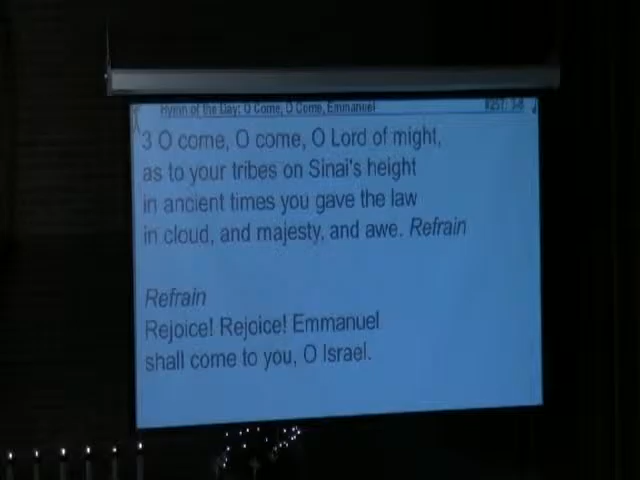 Hymn of the Day: O Come, O Come, Emmanuel
3 O come, O come, O Lord of might,
as to your tribes on Sinai's height
in ancient times you gave the law
in cloud, and majesty, and awe. Refrain
Refrain
Rejoice! Rejoice! Emmanuel
shall come to you, O Israel.